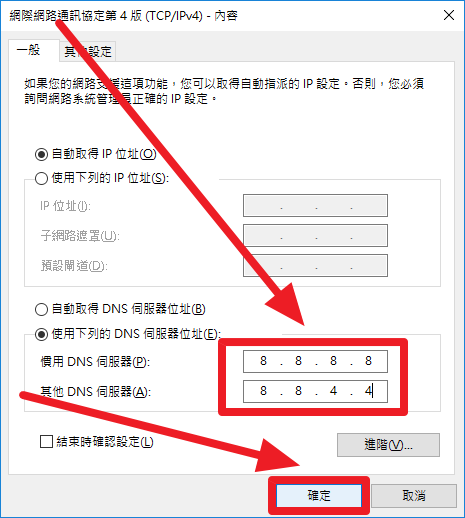 網際網路通訊協定第 4 版 (TCP/IPv4) - 內容
一般
其他設定
如果您的網路支援這項功能，您可以取得自動指派的 IP 設定。否則，您必須
詢問網路系統管理員正確的 IP 設定。
自動取得 IP 位址(O)
使用下列的 IP 位址(S):
IP 位址(I):
. . .
子網路遮罩(U):
. . .
預設閘道(D):
. . .
自動取得 DNS 伺服器位址(B)
使用下列的 DNS 伺服器位址(E):
慣用 DNS 伺服器(P):
8 . 8 . 8 . 8
其他 DNS 伺服器(A):
8 . 8 . 4 . 4
結束時確認設定(L)
進階(V)...
確定
取消